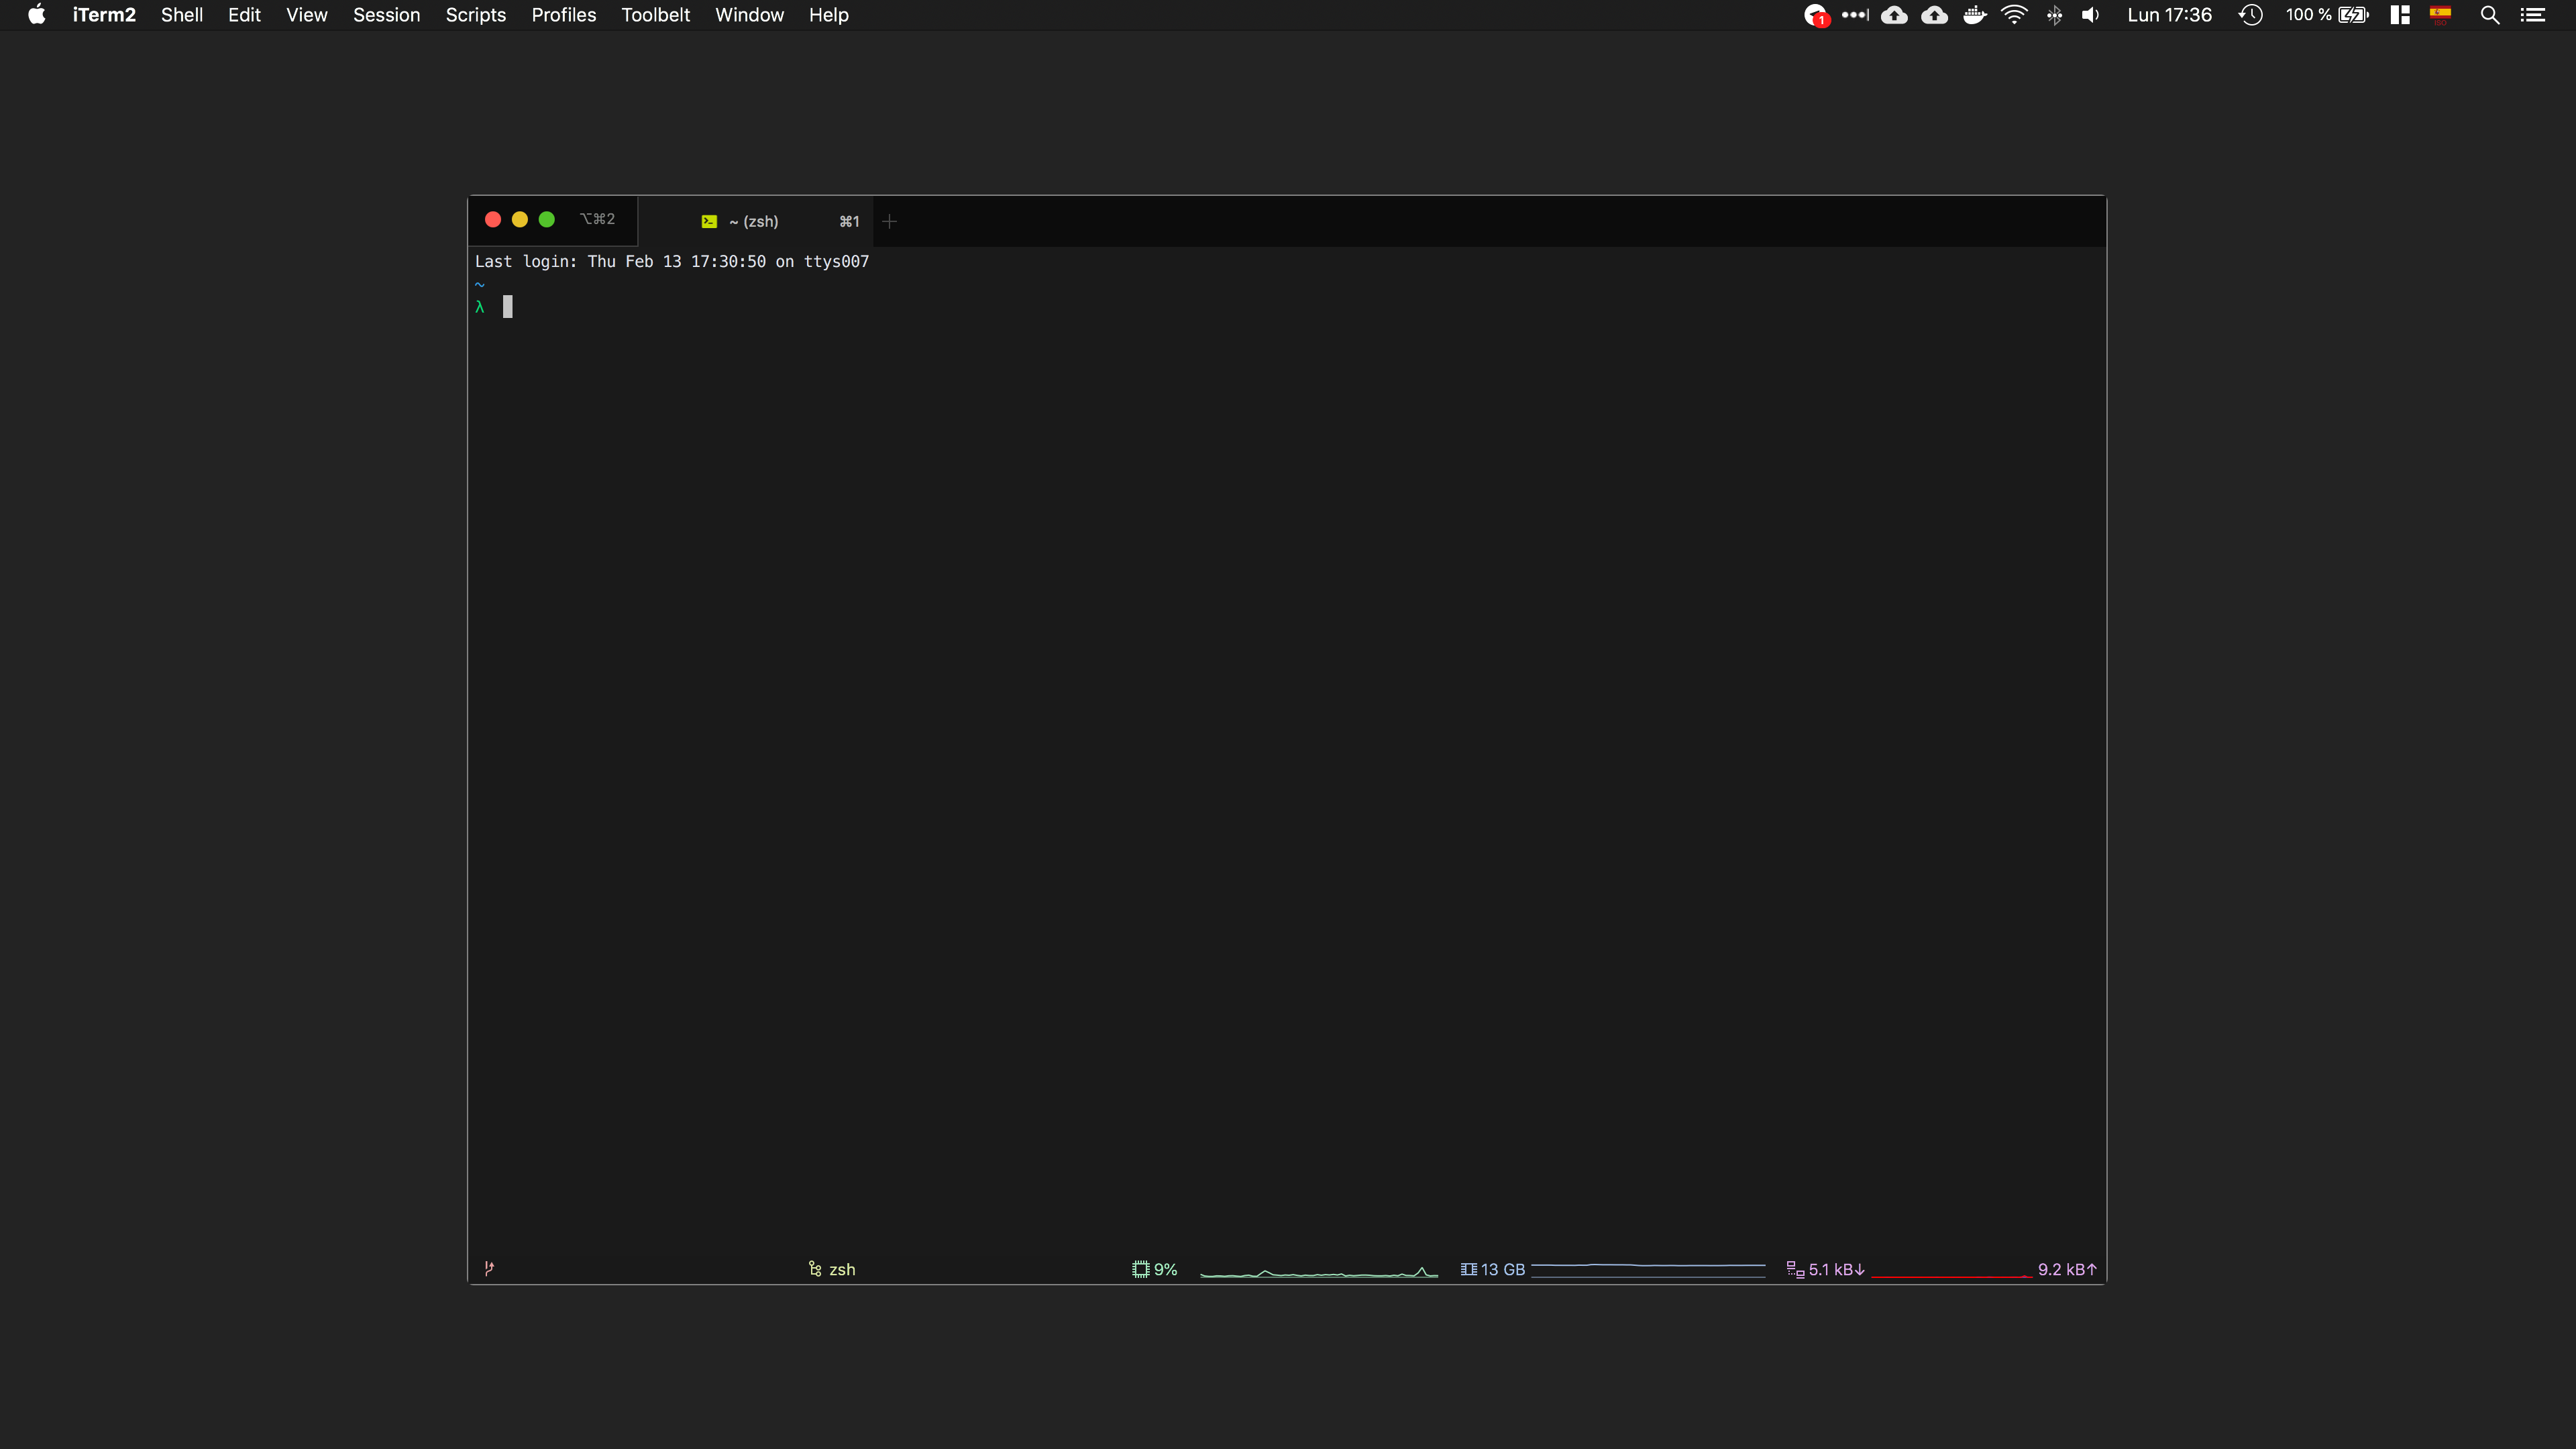 iTerm2 Shell Edit View Session Scripts Profiles Toolbelt Window Help 1 Lun 17:36 100 % ISO
⌥⌘2 ~ (zsh) ⌘1
Last login: Thu Feb 13 17:30:50 on ttys007
~
λ
zsh 9% 13 GB 5.1 kB↓ 9.2 kB↑